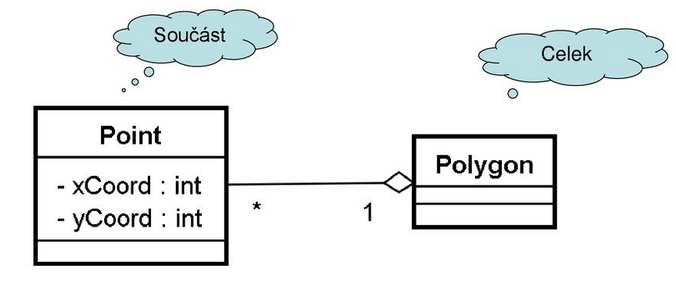 Součást
Celek
Point
- xCoord : int
- yCoord : int
Polygon
*
1